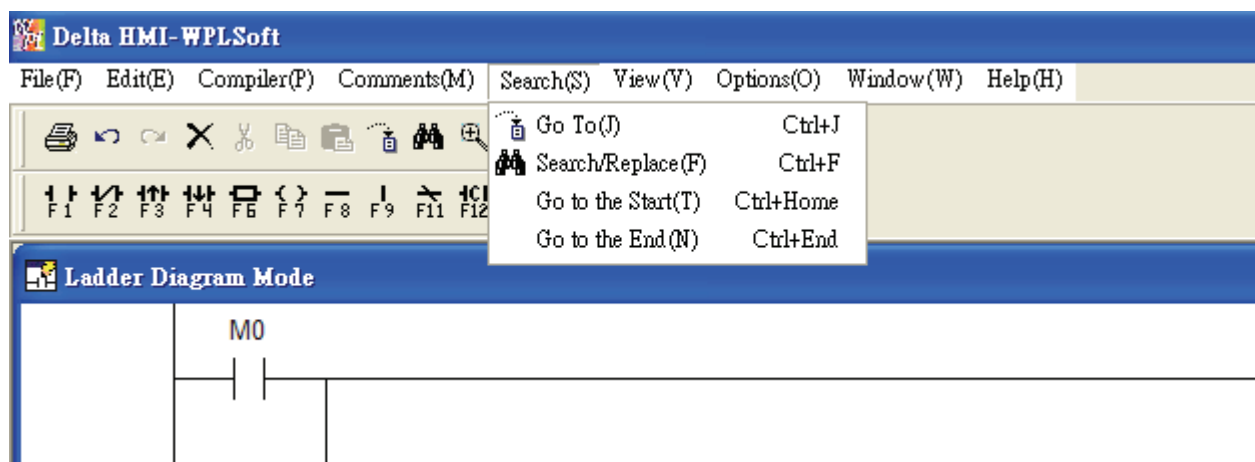 Delta HMI-WPLSoft
File(F) Edit(E) Compiler(P) Comments(M) Search(S) View(V) Options(O) Window(W) Help(H)
Go To(J) Ctrl+J
Search/Replace(F) Ctrl+F
Go to the Start(T) Ctrl+Home
Go to the End(N) Ctrl+End
F1 F2 F3 F4 F6 F7 F8 F9 F11 F12
Ladder Diagram Mode
M0